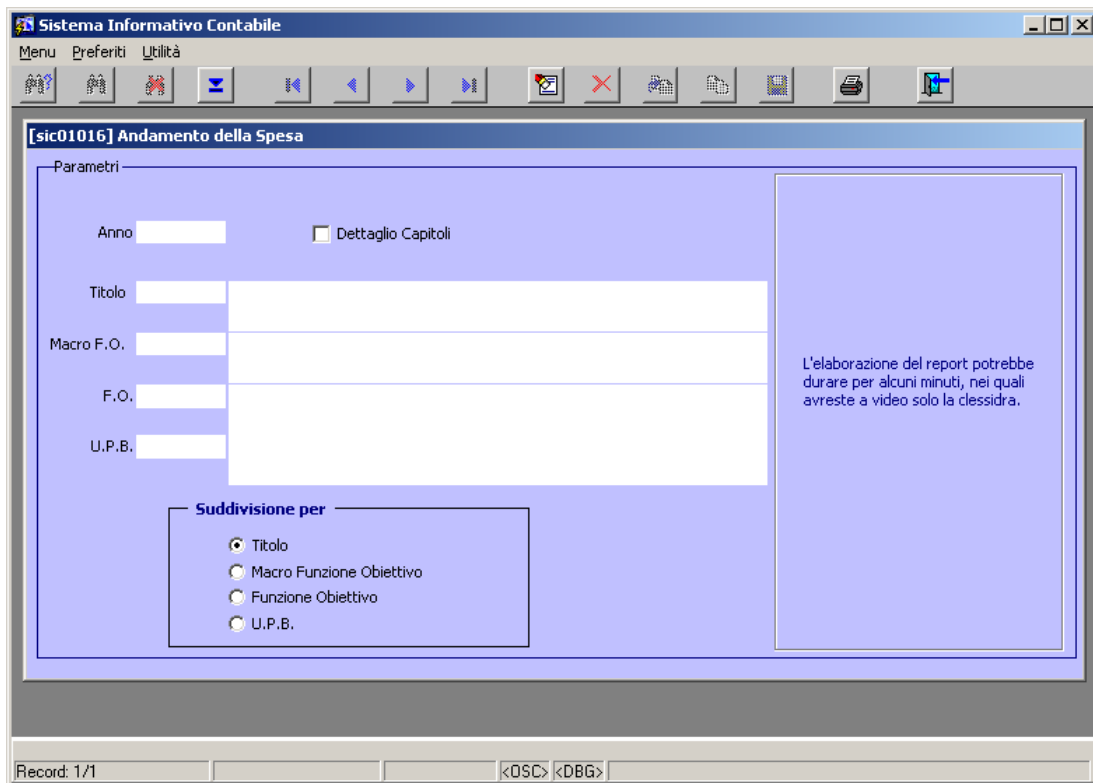 Sistema Informativo Contabile
Menu Preferiti Utilità
[sic01016] Andamento della Spesa
Parametri
Anno
Dettaglio Capitoli
Titolo
Macro F.O.
F.O.
U.P.B.
L'elaborazione del report potrebbe
durare per alcuni minuti, nei quali
avreste a video solo la clessidra.
Suddivisione per
Titolo
Macro Funzione Obiettivo
Funzione Obiettivo
U.P.B.
Record: 1/1 <OSC> <DBG>